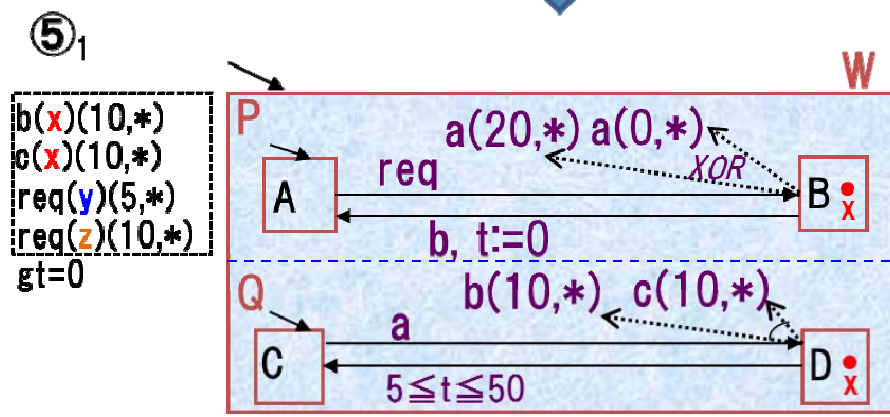 ⑤1
W
b(x)(10,*)
c(x)(10,*)
req(y)(5,*)
req(z)(10,*)
gt=0
P
a(20,*) a(0,*)
XOR
req
A
B
x
b, t:=0
Q
b(10,*) c(10,*)
a
C
D
x
5≦t≦50